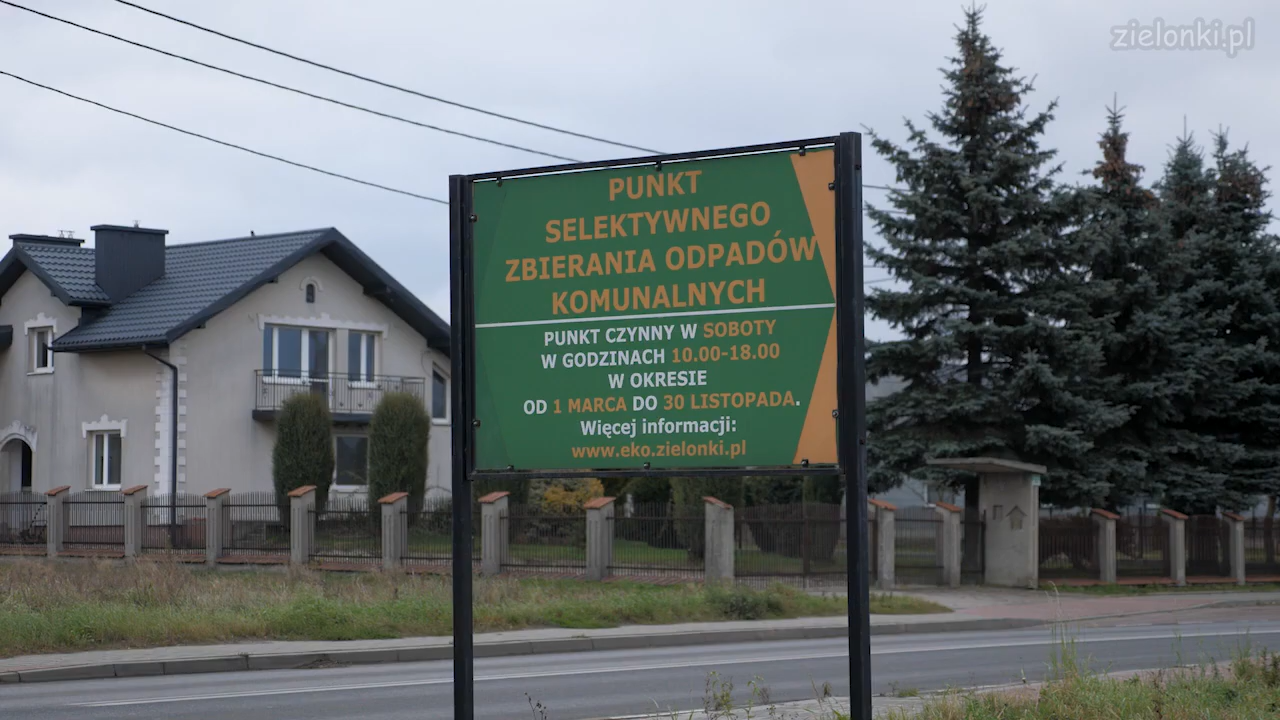 zielonki.pl
PUNKT
SELEKTYWNEGO
ZBIERANIA ODPADÓW
KOMUNALNYCH
PUNKT CZYNNY W SOBOTY
W GODZINACH 10.00-18.00
W OKRESIE
OD 1 MARCA DO 30 LISTOPADA.
Więcej informacji:
www.eko.zielonki.pl